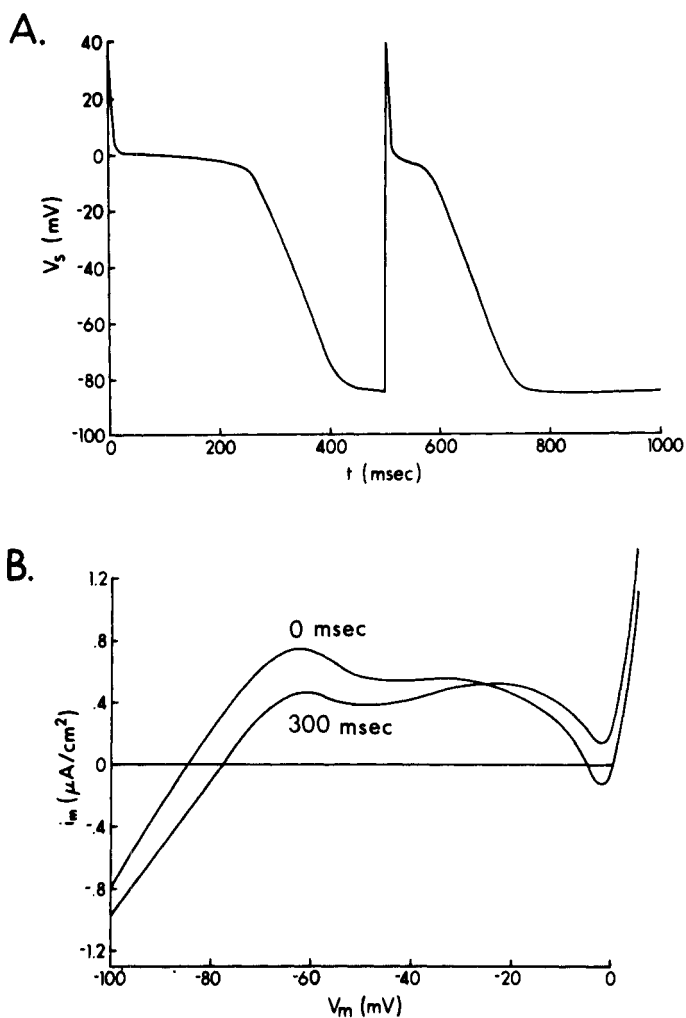 A.
40
20
0
-20
-40
-60
-80
-100
V_s (mV)
0 200 400 600 800 1000
t (msec)
B.
1.2
.8
.4
0
-.4
-.8
-1.2
i_m (μA/cm²)
0 msec
300 msec
-100 -80 -60 -40 -20 0
V_m (mV)